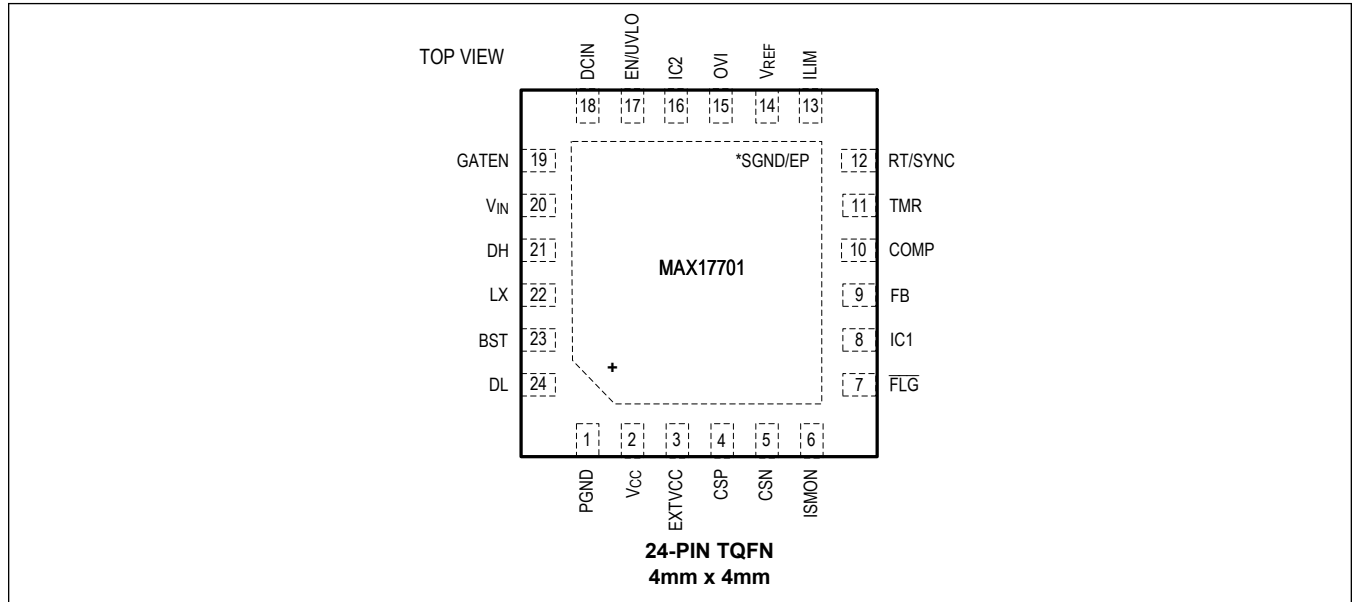 TOP VIEW
DCIN
EN/UVLO
IC2
OVI
VREF
ILIM
18
17
16
15
14
13
GATEN 19
*SGND/EP
12 RT/SYNC
VIN 20
11 TMR
DH 21
MAX17701
10 COMP
LX 22
9 FB
BST 23
8 IC1
DL 24
+
7 FLG
1
2
3
4
5
6
PGND
VCC
EXTVCC
CSP
CSN
ISMON
24-PIN TQFN
4mm x 4mm